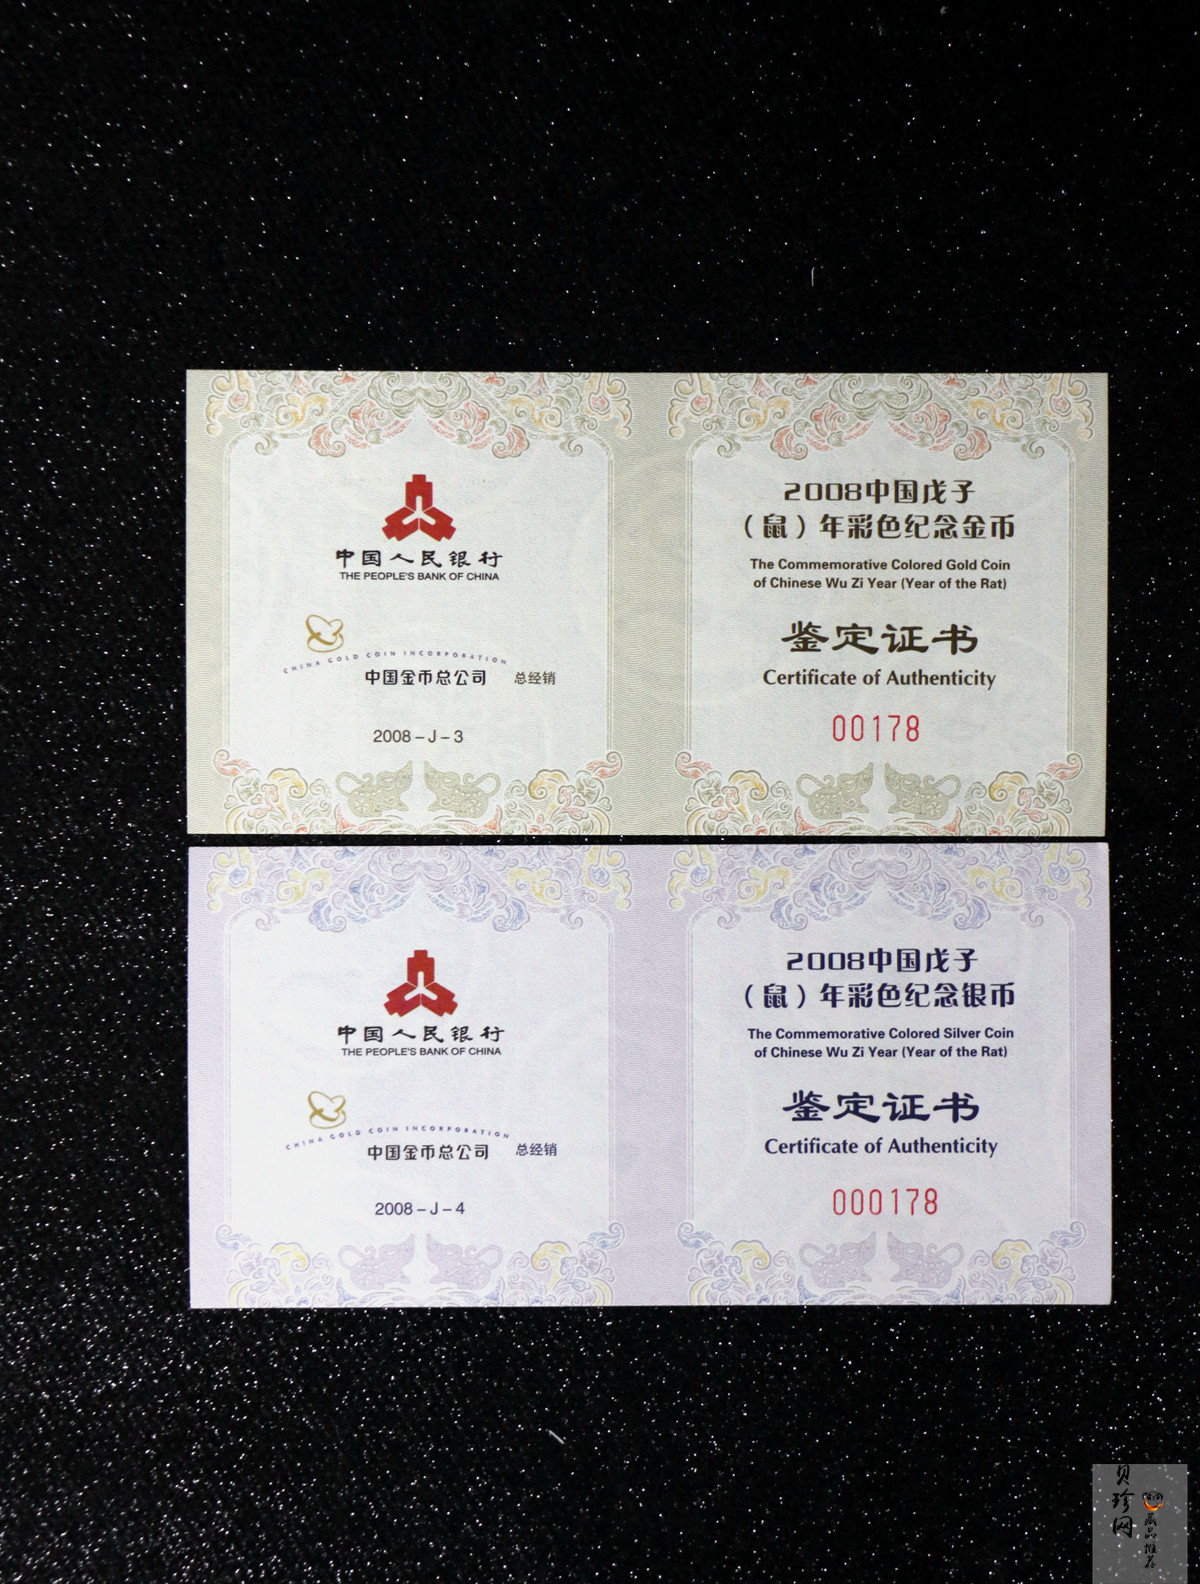 中国人民银行
THE PEOPLE'S BANK OF CHINA
CHINA GOLD COIN INCORPORATION
中国金币总公司 总经销
2008－J－3
2008中国戊子
（鼠）年彩色纪念金币
The Commemorative Colored Gold Coin
of Chinese Wu Zi Year (Year of the Rat)
鉴定证书
Certificate of Authenticity
00178
中国人民银行
THE PEOPLE'S BANK OF CHINA
CHINA GOLD COIN INCORPORATION
中国金币总公司 总经销
2008－J－4
2008中国戊子
（鼠）年彩色纪念银币
The Commemorative Colored Silver Coin
of Chinese Wu Zi Year (Year of the Rat)
鉴定证书
Certificate of Authenticity
000178
贝珍网
藏品推荐